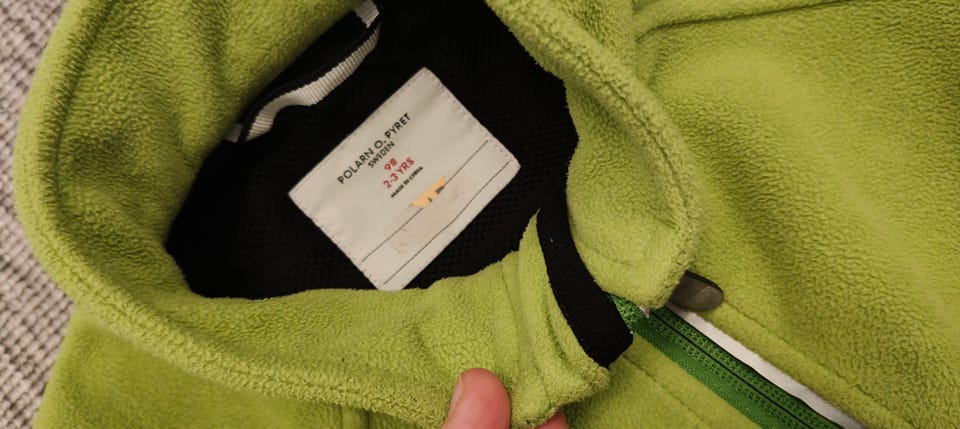 POLARN O. PYRET
SWEDEN
98
2-3 YRS
MADE IN CHINA